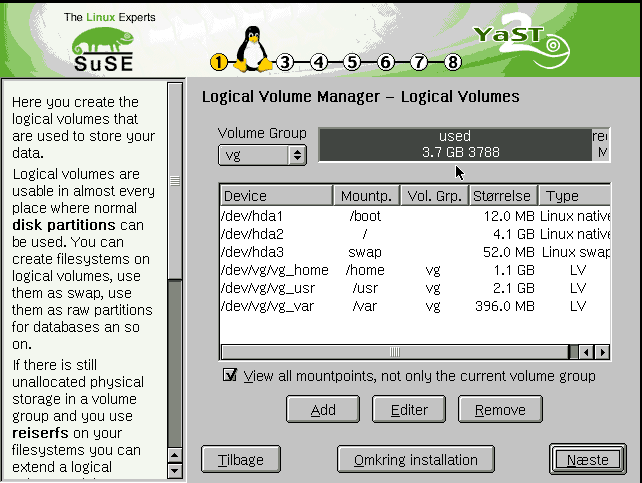 The Linux Experts
SuSE
1 3 4 5 6 7 8
YaST
2
Here you create the
logical volumes that
are used to store your
data.
Logical volumes are
usable in almost every
place where normal
disk partitions can
be used. You can
create filesystems on
logical volumes, use
them as swap, use
them as raw partitions
for databases an so
on.
If there is still
unallocated physical
storage in a volume
group and you use
reiserfs on your
filesystems you can
extend a logical
Logical Volume Manager – Logical Volumes
Volume Group
vg
used
3.7 GB 3788
M
Device Mountp. Vol. Grp. Størrelse Type
/dev/hda1 /boot 12.0 MB Linux native
/dev/hda2 / 4.1 GB Linux native
/dev/hda3 swap 52.0 MB Linux swap
/dev/vg/vg_home /home vg 1.1 GB LV
/dev/vg/vg_usr /usr vg 2.1 GB LV
/dev/vg/vg_var /var vg 396.0 MB LV
View all mountpoints, not only the current volume group
Add Editer Remove
Tilbage Omkring installation Næste